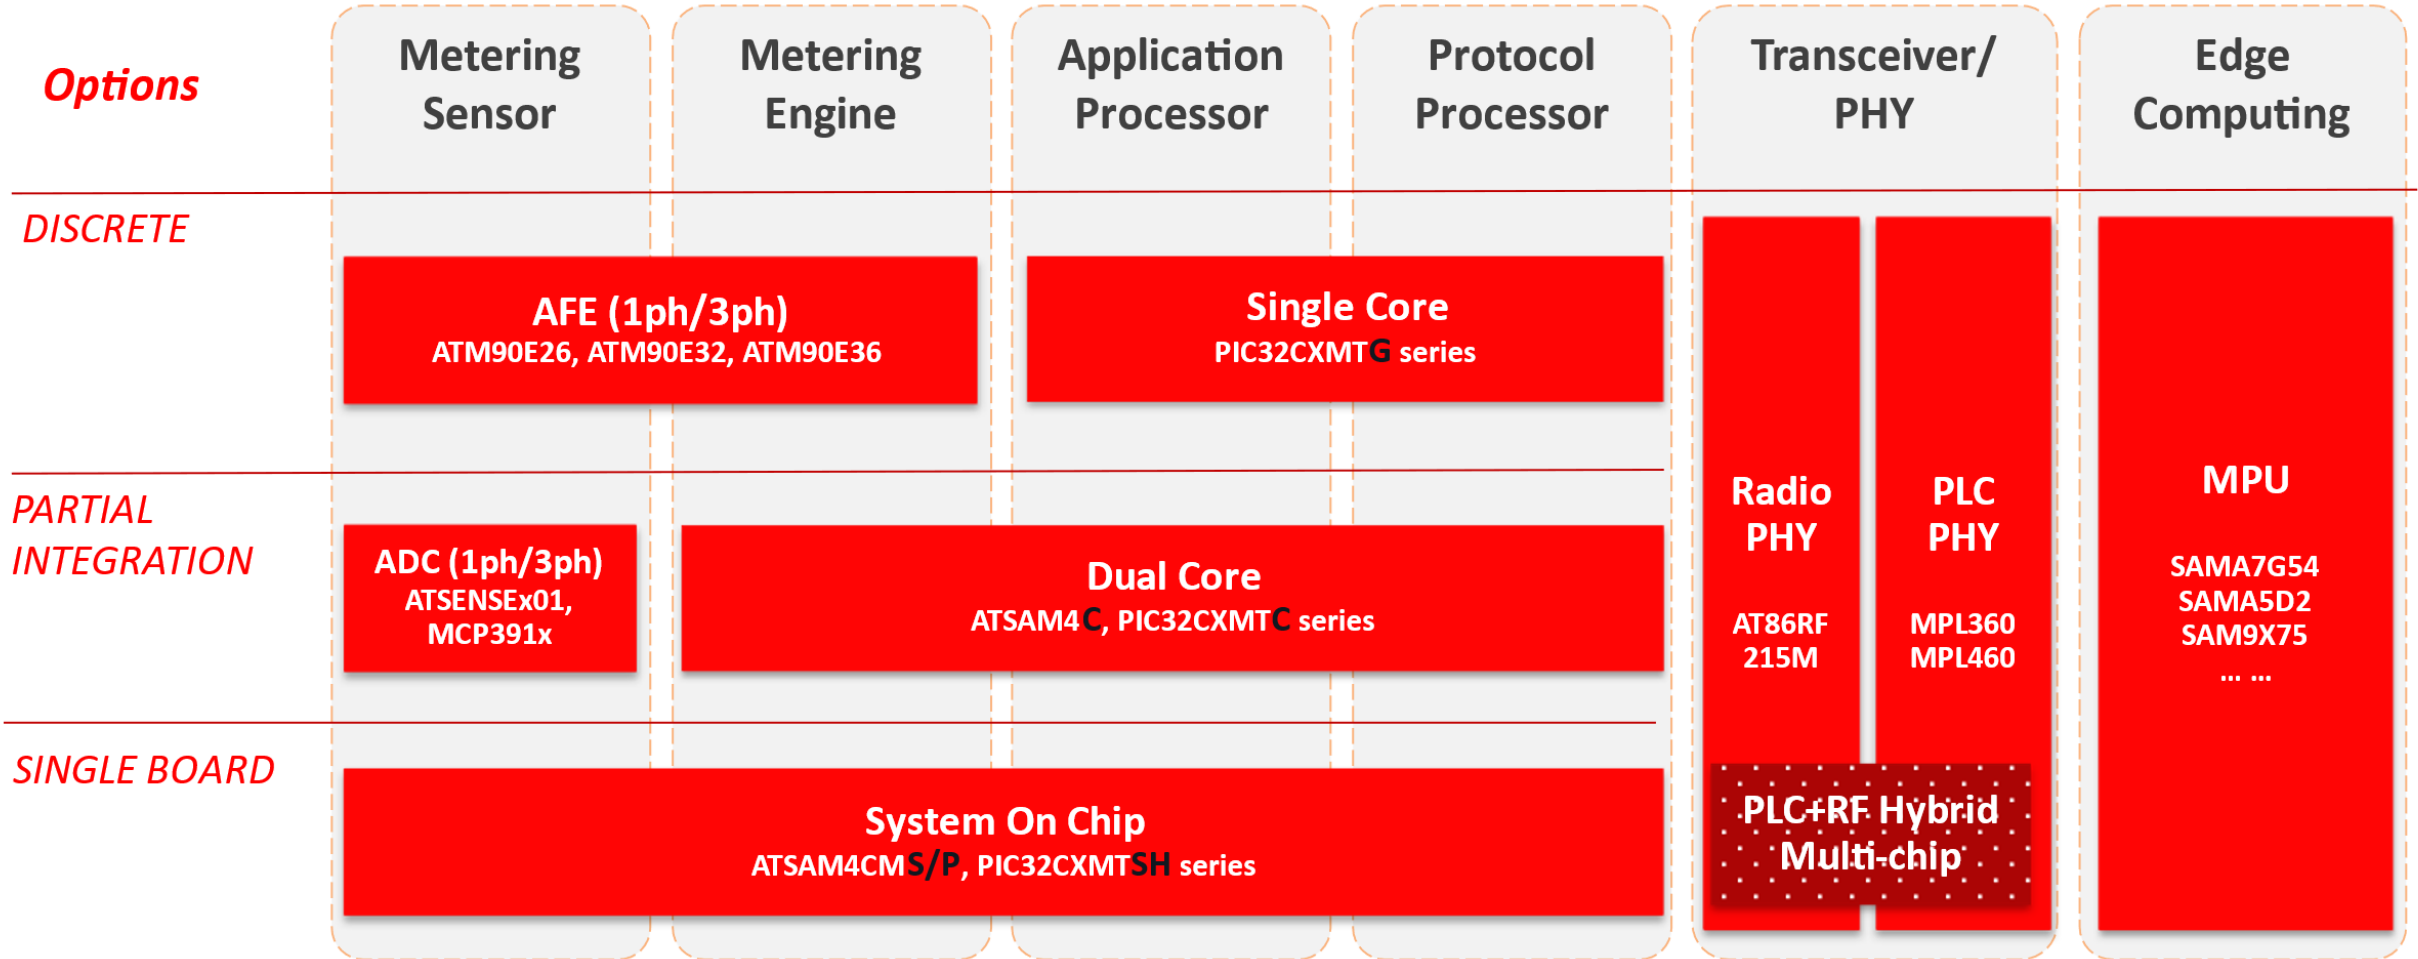 Options
Metering
Sensor
Metering
Engine
Application
Processor
Protocol
Processor
Transceiver/
PHY
Edge
Computing
DISCRETE
AFE (1ph/3ph)
ATM90E26, ATM90E32, ATM90E36
Single Core
PIC32CXMTG series
PARTIAL
INTEGRATION
ADC (1ph/3ph)
ATSENSEx01,
MCP391x
Dual Core
ATSAM4C, PIC32CXMTC series
Radio
PHY
AT86RF
215M
PLC
PHY
MPL360
MPL460
MPU
SAMA7G54
SAMA5D2
SAM9X75
... ...
SINGLE BOARD
System On Chip
ATSAM4CMS/P, PIC32CXMTSH series
PLC+RF Hybrid
Multi-chip